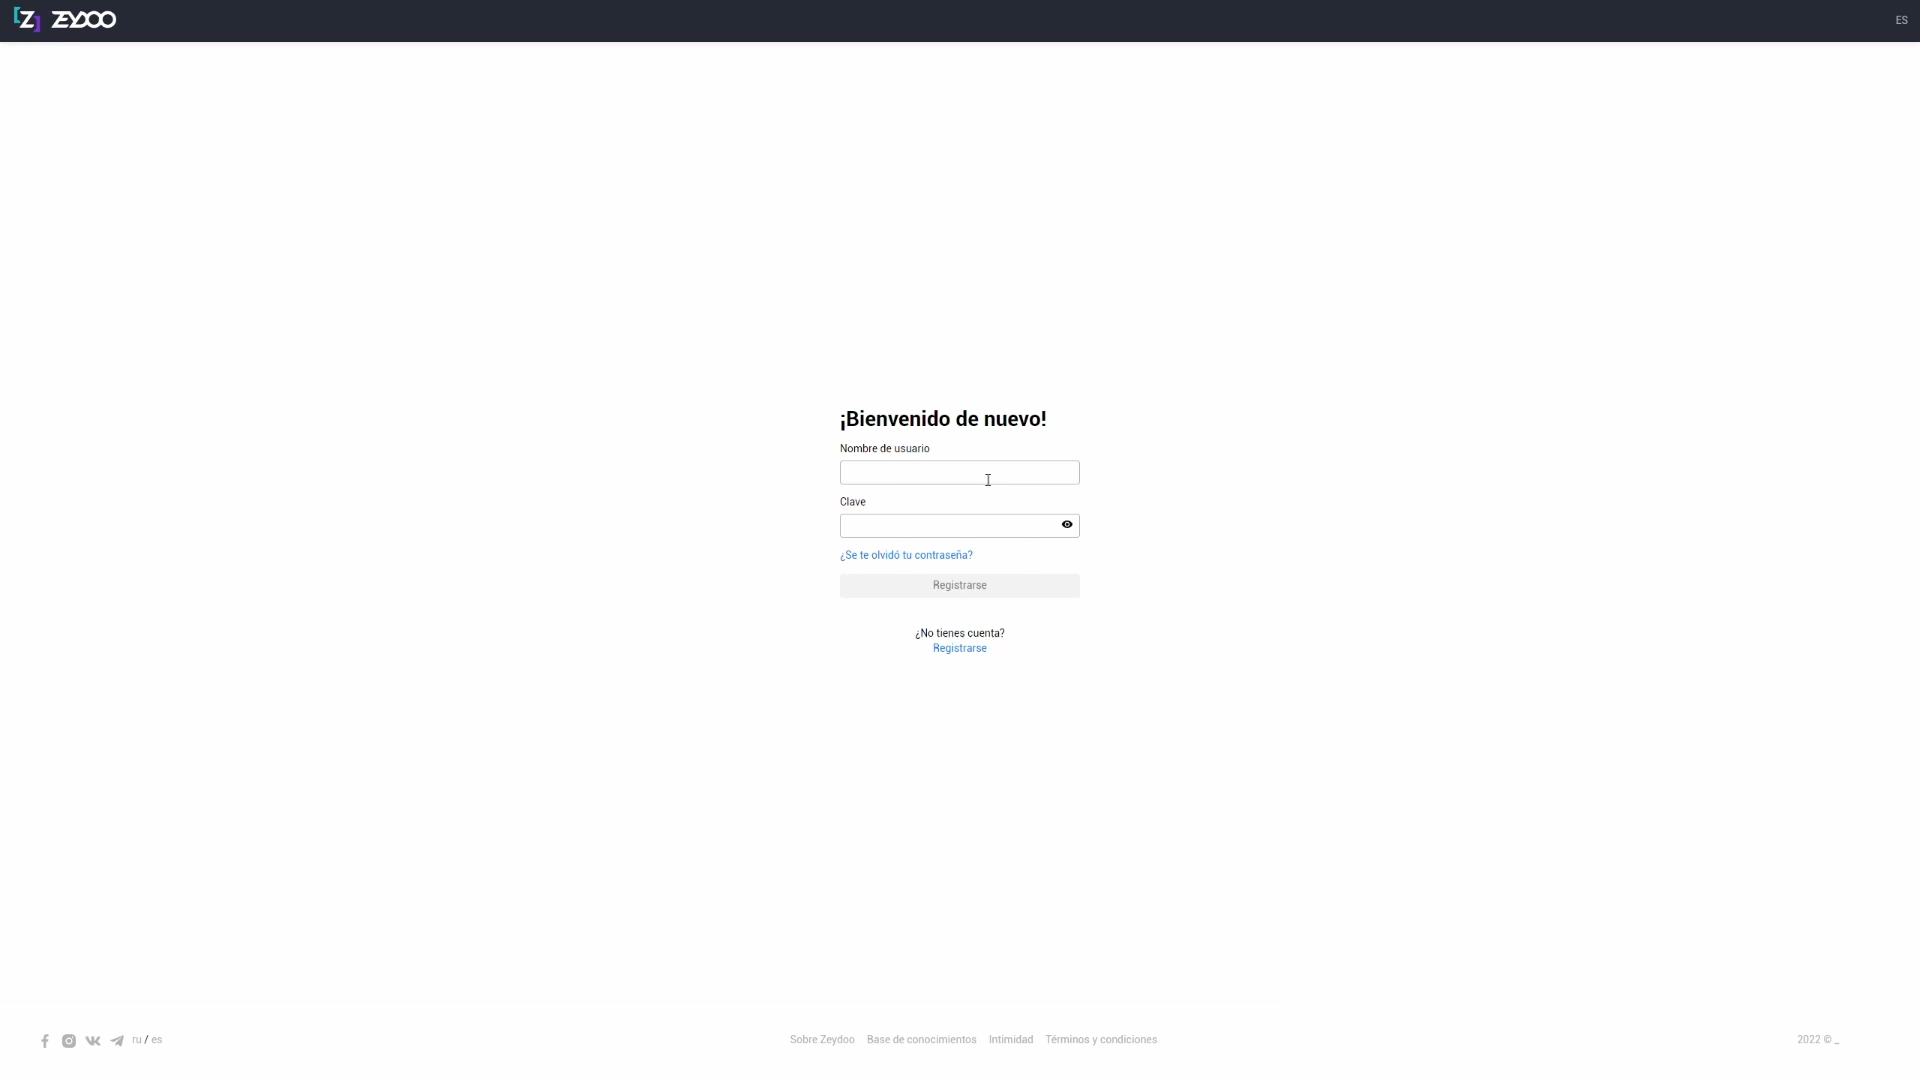 [Z] ZEYDOO
ES
¡Bienvenido de nuevo!
Nombre de usuario
Clave
¿Se te olvidó tu contraseña?
Registrarse
¿No tienes cuenta?
Registrarse
ru / es
Sobre Zeydoo Base de conocimientos Intimidad Términos y condiciones
2022 © _